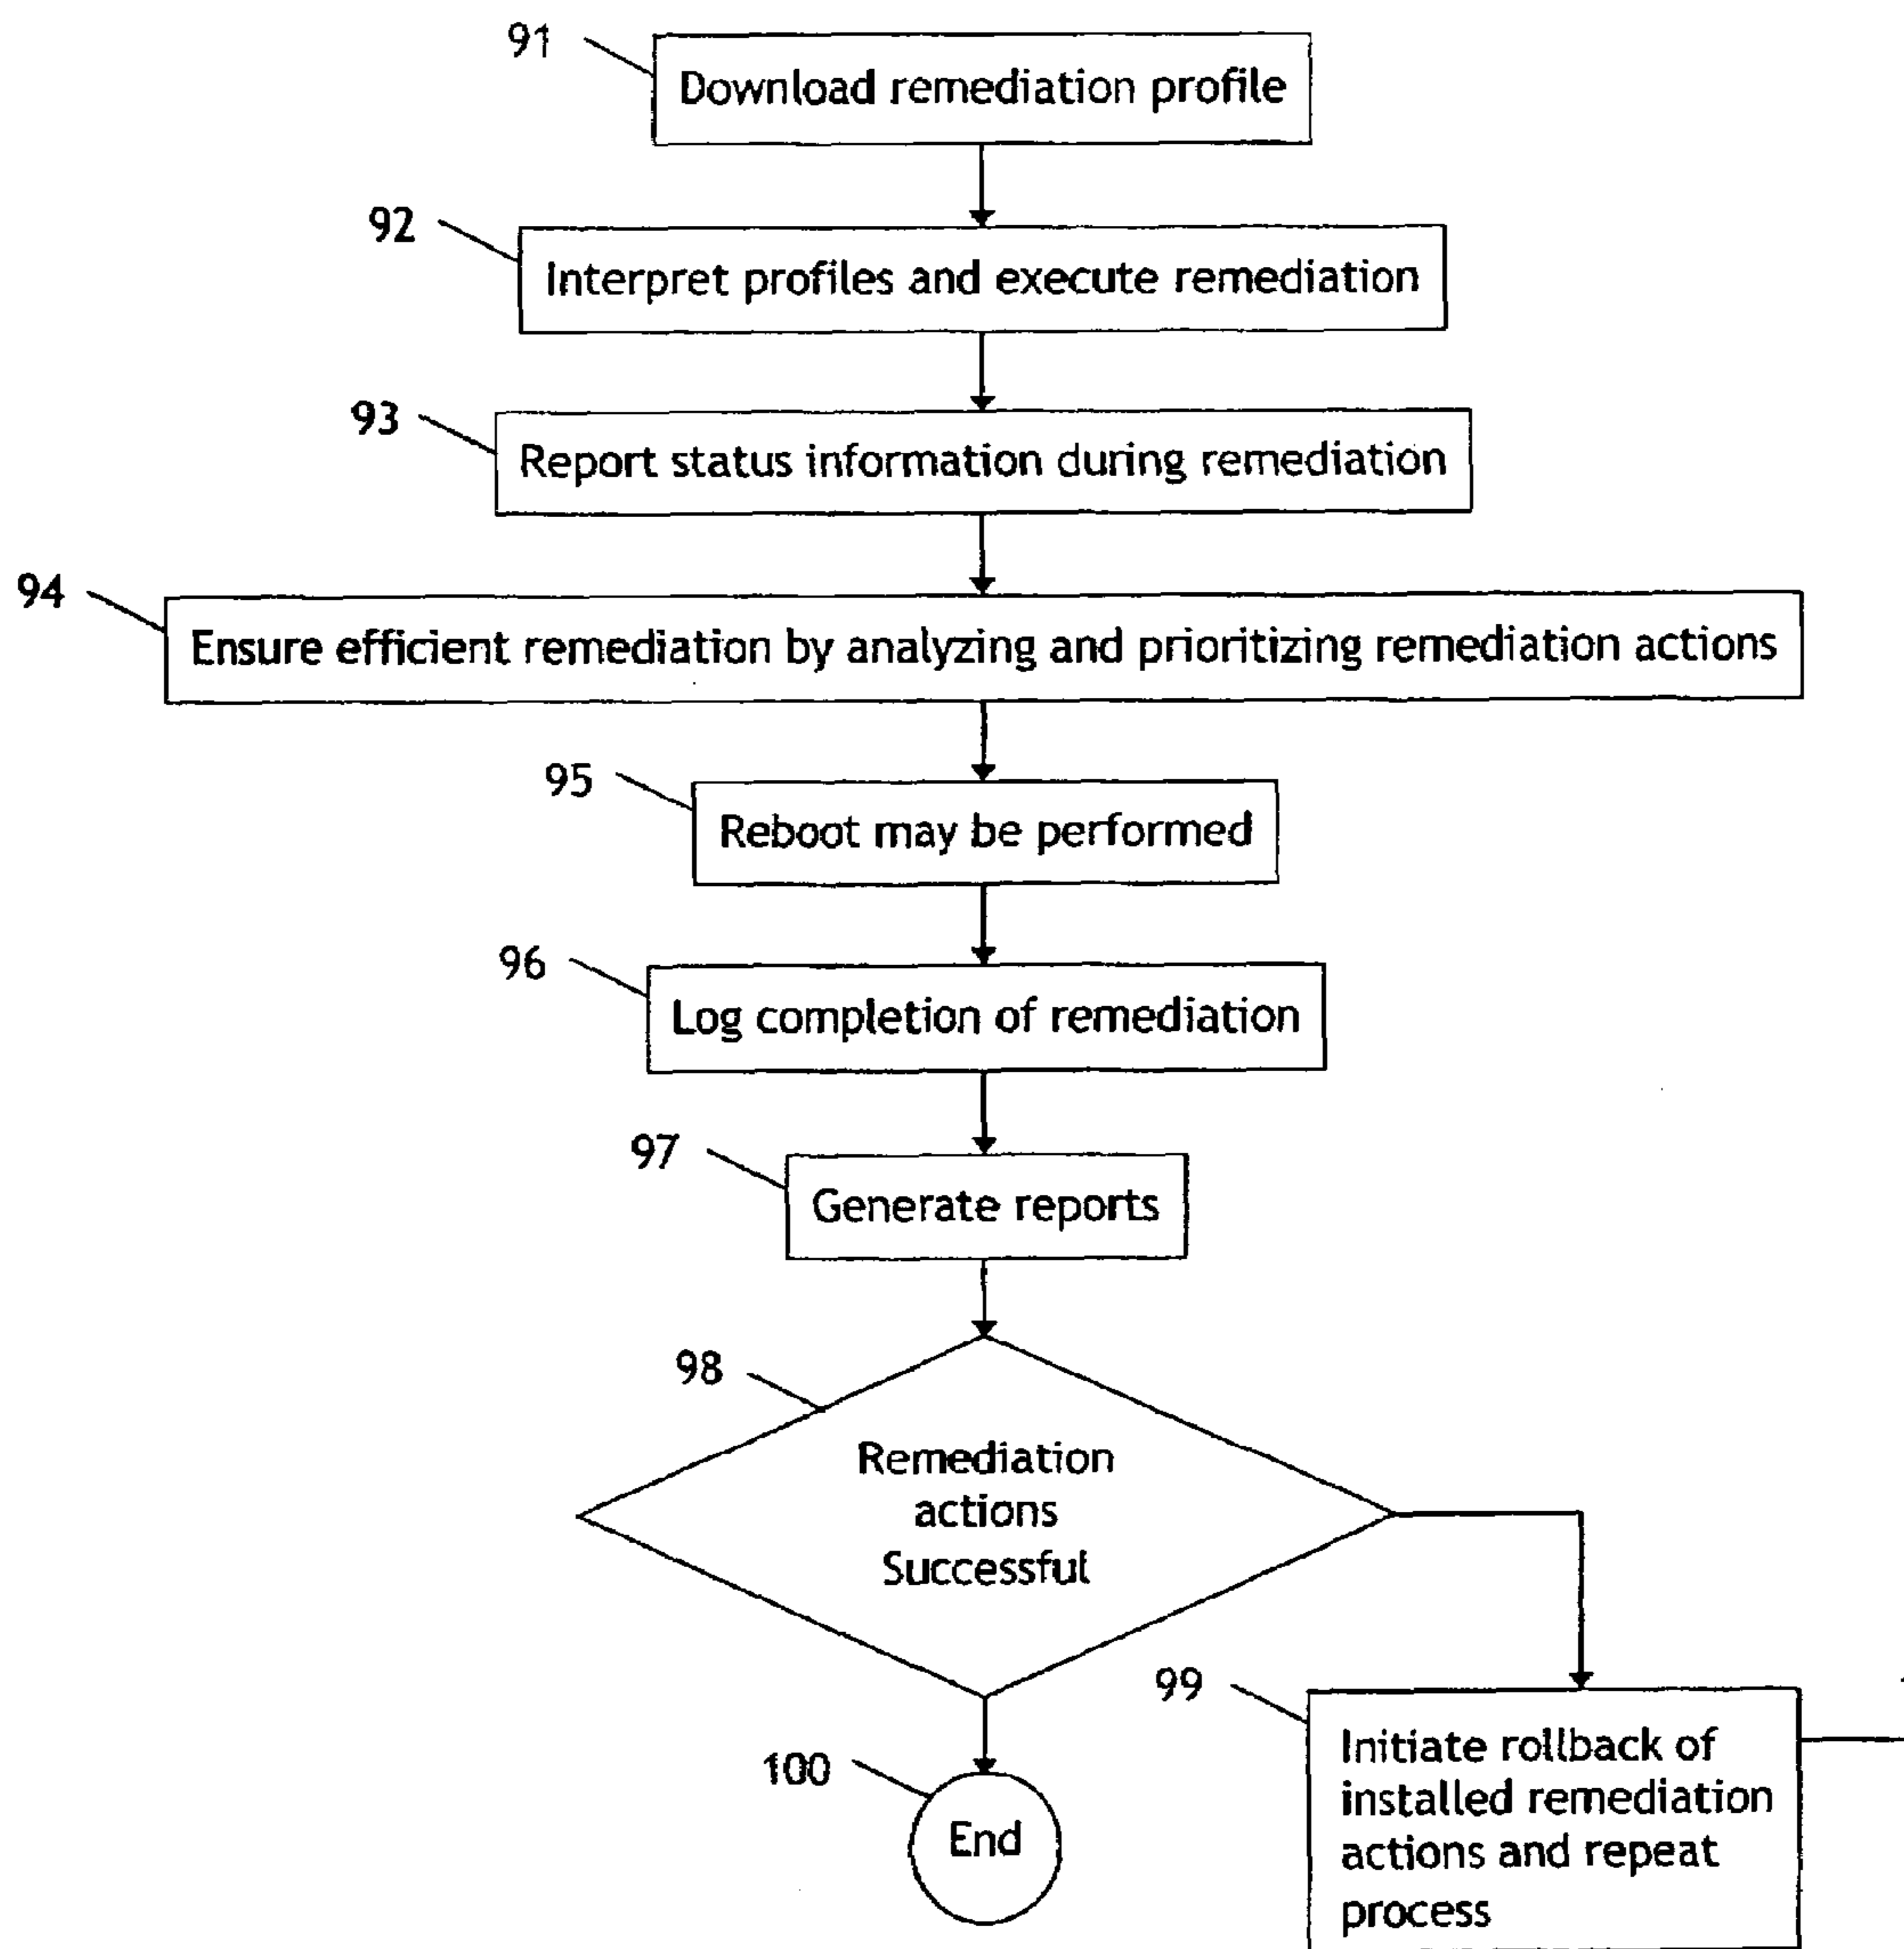 91
Download remediation profile
92
Interpret profiles and execute remediation
93
Report status information during remediation
94
Ensure efficient remediation by analyzing and prioritizing remediation actions
95
Reboot may be performed
96
Log completion of remediation
97
Generate reports
98
Remediation
actions
Successful
99
Initiate rollback of
installed remediation
actions and repeat
process
100
End